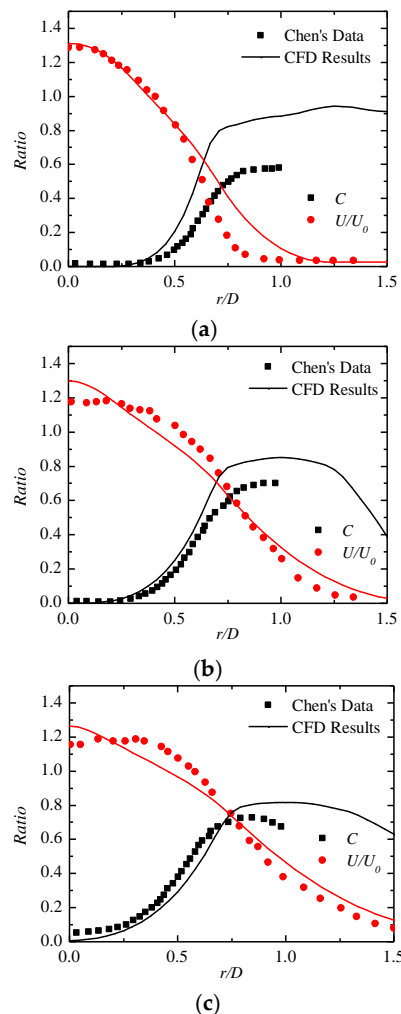 1.4
1.2
1.0
0.8
0.6
0.4
0.2
0.0
Ratio
Chen's Data
CFD Results
C
U/U₀
0.0 0.5 1.0 1.5
r/D
(a)
1.4
1.2
1.0
0.8
0.6
0.4
0.2
0.0
Ratio
Chen's Data
CFD Results
C
U/U₀
0.0 0.5 1.0 1.5
r/D
(b)
1.4
1.2
1.0
0.8
0.6
0.4
0.2
0.0
Ratio
Chen's Data
CFD Results
C
U/U₀
0.0 0.5 1.0 1.5
r/D
(c)